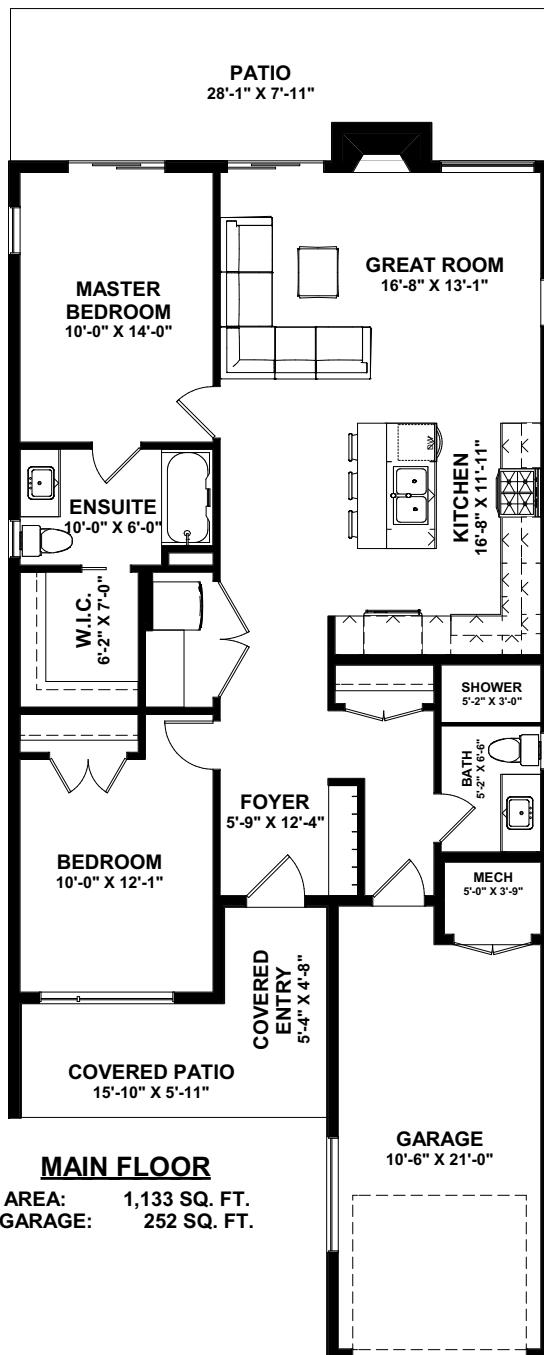 PATIO
28'-1" X 7'-11"
MASTER
BEDROOM
10'-0" X 14'-0"
GREAT ROOM
16'-8" X 13'-1"
DW
KITCHEN
16'-8" X 11'-11"
ENSUITE
10'-0" X 6'-0"
W.I.C.
6'-2" X 7'-0"
SHOWER
5'-2" X 3'-0"
BATH
5'-2" X 6'-6"
FOYER
5'-9" X 12'-4"
BEDROOM
10'-0" X 12'-1"
MECH
5'-0" X 3'-9"
COVERED
ENTRY
5'-4" X 4'-8"
COVERED PATIO
15'-10" X 5'-11"
GARAGE
10'-6" X 21'-0"
MAIN FLOOR
AREA: 1,133 SQ. FT.
GARAGE: 252 SQ. FT.